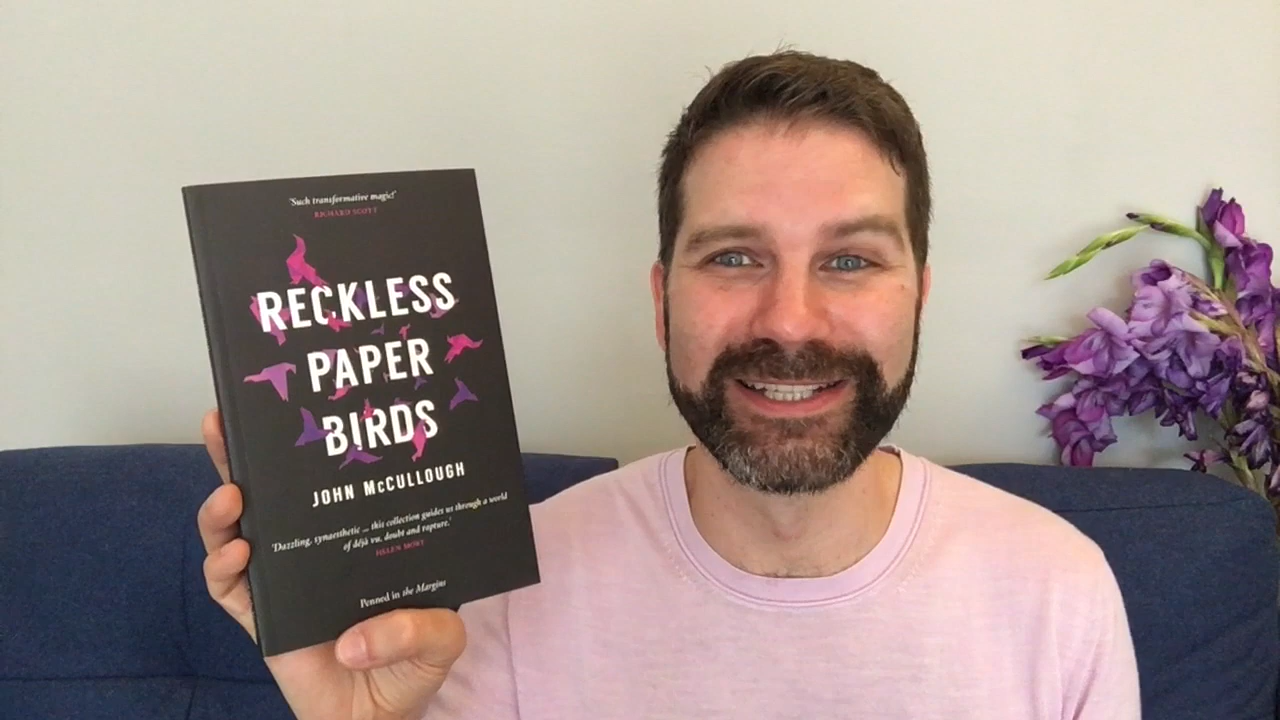 'Such transformative magic!'
RICHARD SCOTT
RECKLESS
PAPER
BIRDS
JOHN McCULLOUGH
'Dazzling, synaesthetic ... this collection guides us through a world
of déjà vu, doubt and rapture.'
HELEN MORT
Penned in the Margins